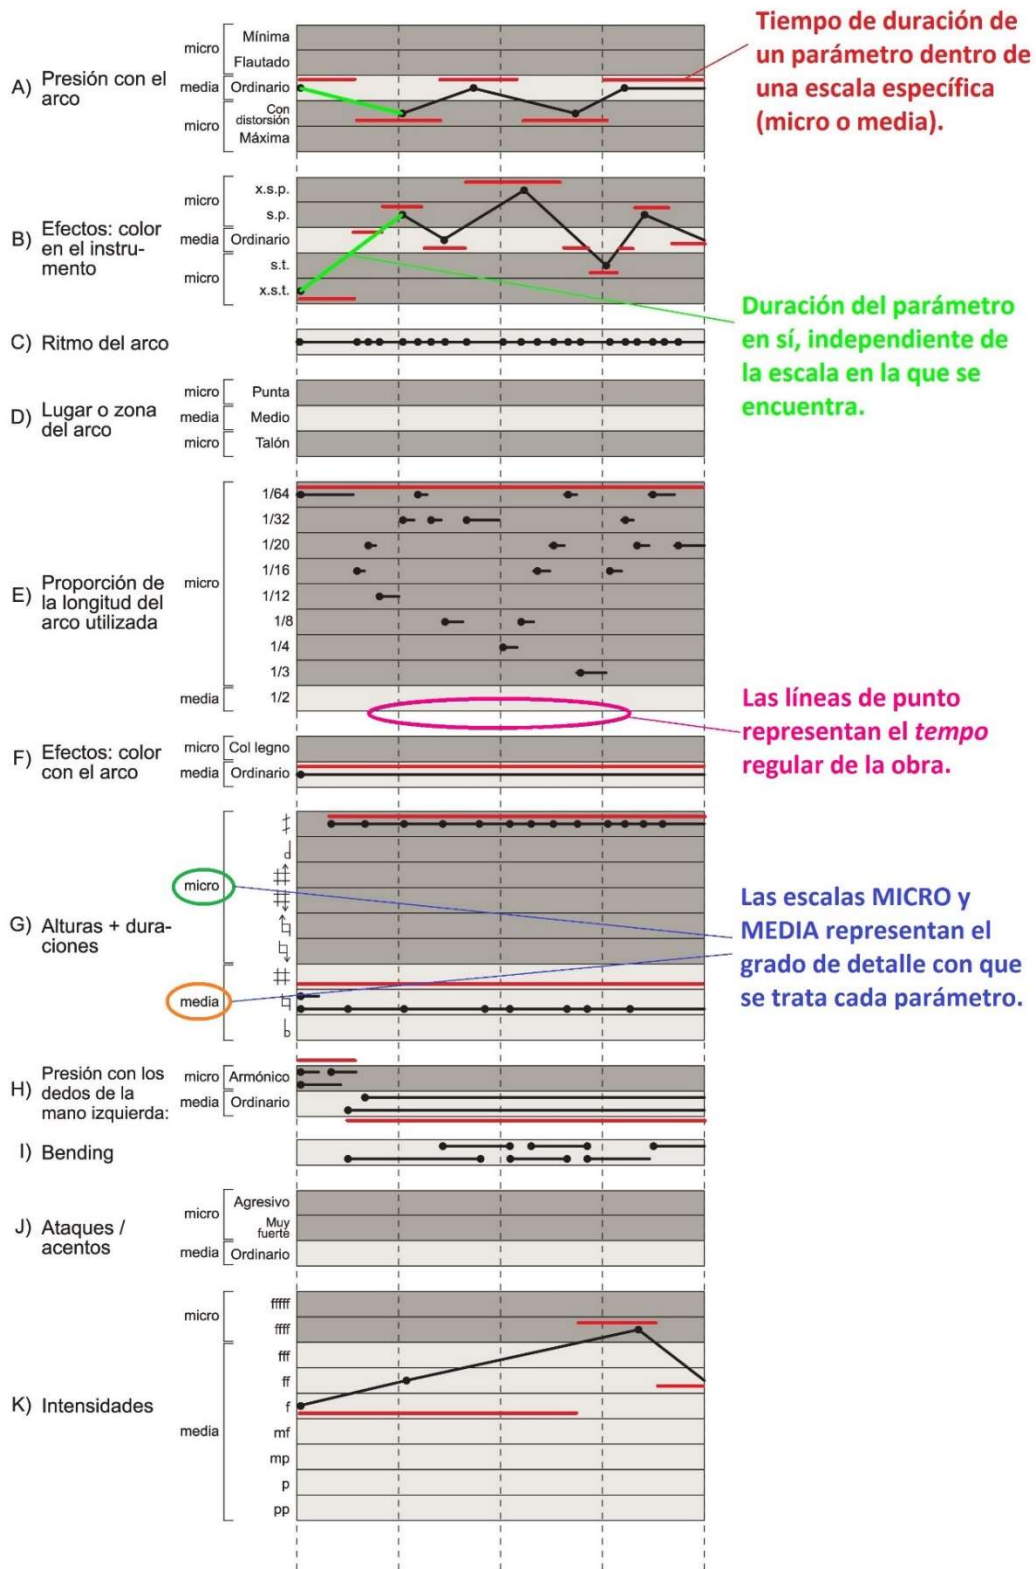 Tiempo de duración de
un parámetro dentro de
una escala específica
(micro o media).
A) Presión con el
arco
micro
Mínima
Flautado
media
Ordinario
micro
Con
distorsión
Máxima
B) Efectos: color
en el instru-
mento
micro
x.s.p.
s.p.
media
Ordinario
micro
s.t.
x.s.t.
Duración del parámetro
en sí, independiente de
la escala en la que se
encuentra.
C) Ritmo del arco
D) Lugar o zona
del arco
micro
Punta
media
Medio
micro
Talón
E) Proporción de
la longitud del
arco utilizada
micro
1/64
1/32
1/20
1/16
1/12
1/8
1/4
1/3
media
1/2
Las líneas de punto
representan el tempo
regular de la obra.
F) Efectos: color
con el arco
micro
Col legno
media
Ordinario
G) Alturas + dura-
ciones
micro
media
Las escalas MICRO y
MEDIA representan el
grado de detalle con que
se trata cada parámetro.
H) Presión con los
dedos de la
mano izquierda:
micro
Armónico
media
Ordinario
I) Bending
J) Ataques /
acentos
micro
Agresivo
Muy
fuerte
media
Ordinario
K) Intensidades
micro
fffff
ffff
media
fff
ff
f
mf
mp
p
pp